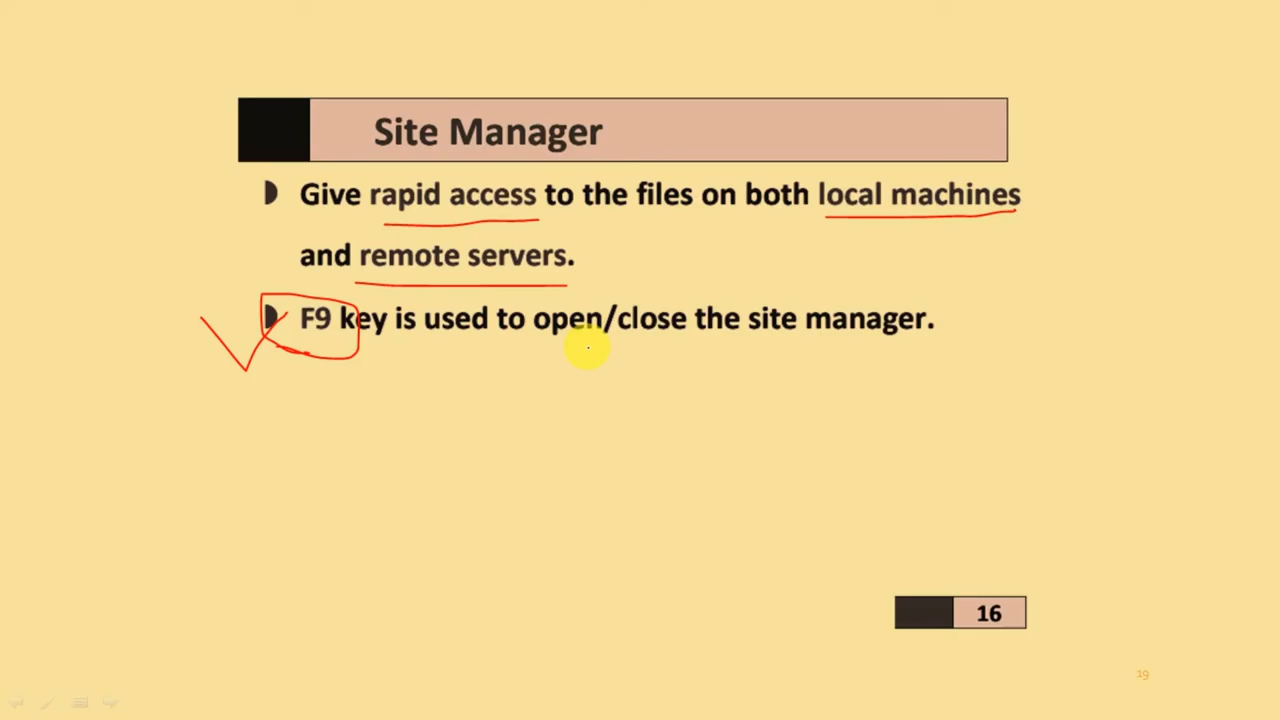 Site Manager
Give rapid access to the files on both local machines
and remote servers.
F9 key is used to open/close the site manager.
16
19